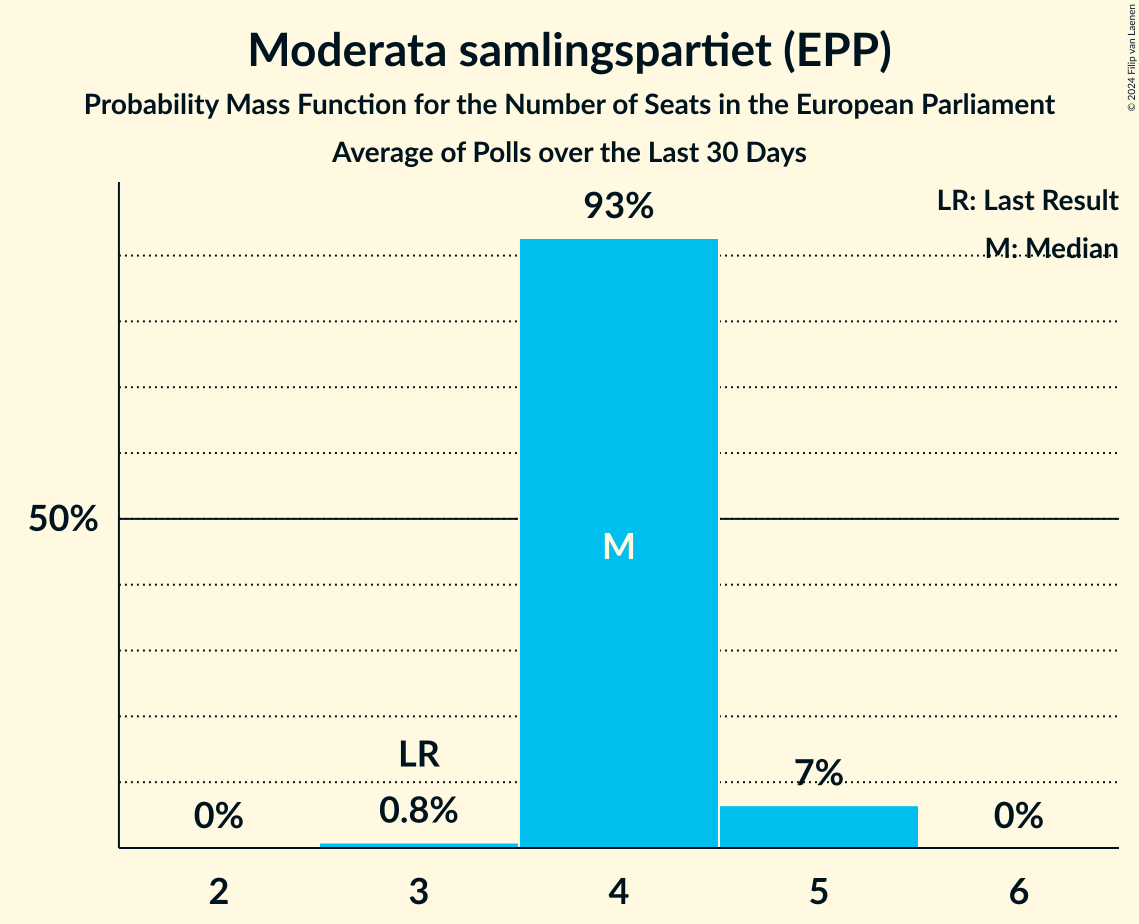 Moderata samlingspartiet (EPP)
Probability Mass Function for the Number of Seats in the European Parliament
Average of Polls over the Last 30 Days
© 2024 Filip van Laenen
LR: Last Result
M: Median
93%
50%
M
LR
7%
0%
0.8%
0%
2
3
4
5
6